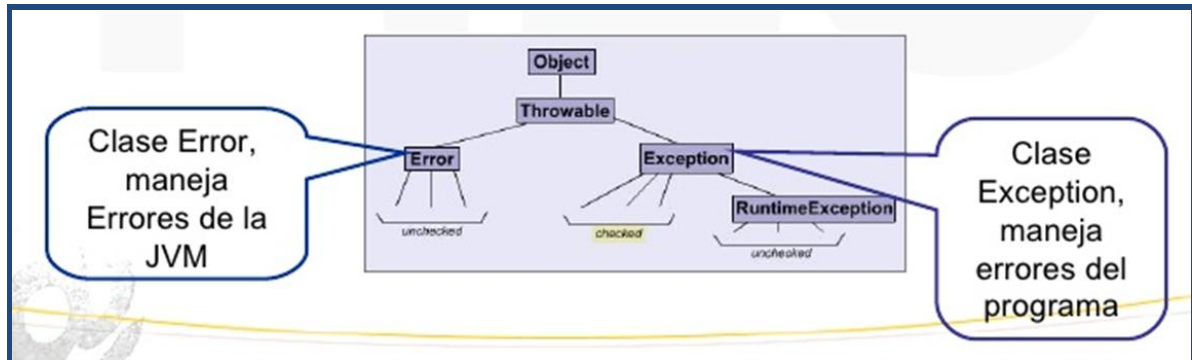 Object
Throwable
Clase Error,
maneja
Errores de la
JVM
Error
Exception
RuntimeException
unchecked
checked
unchecked
Clase
Exception,
maneja
errores del
programa